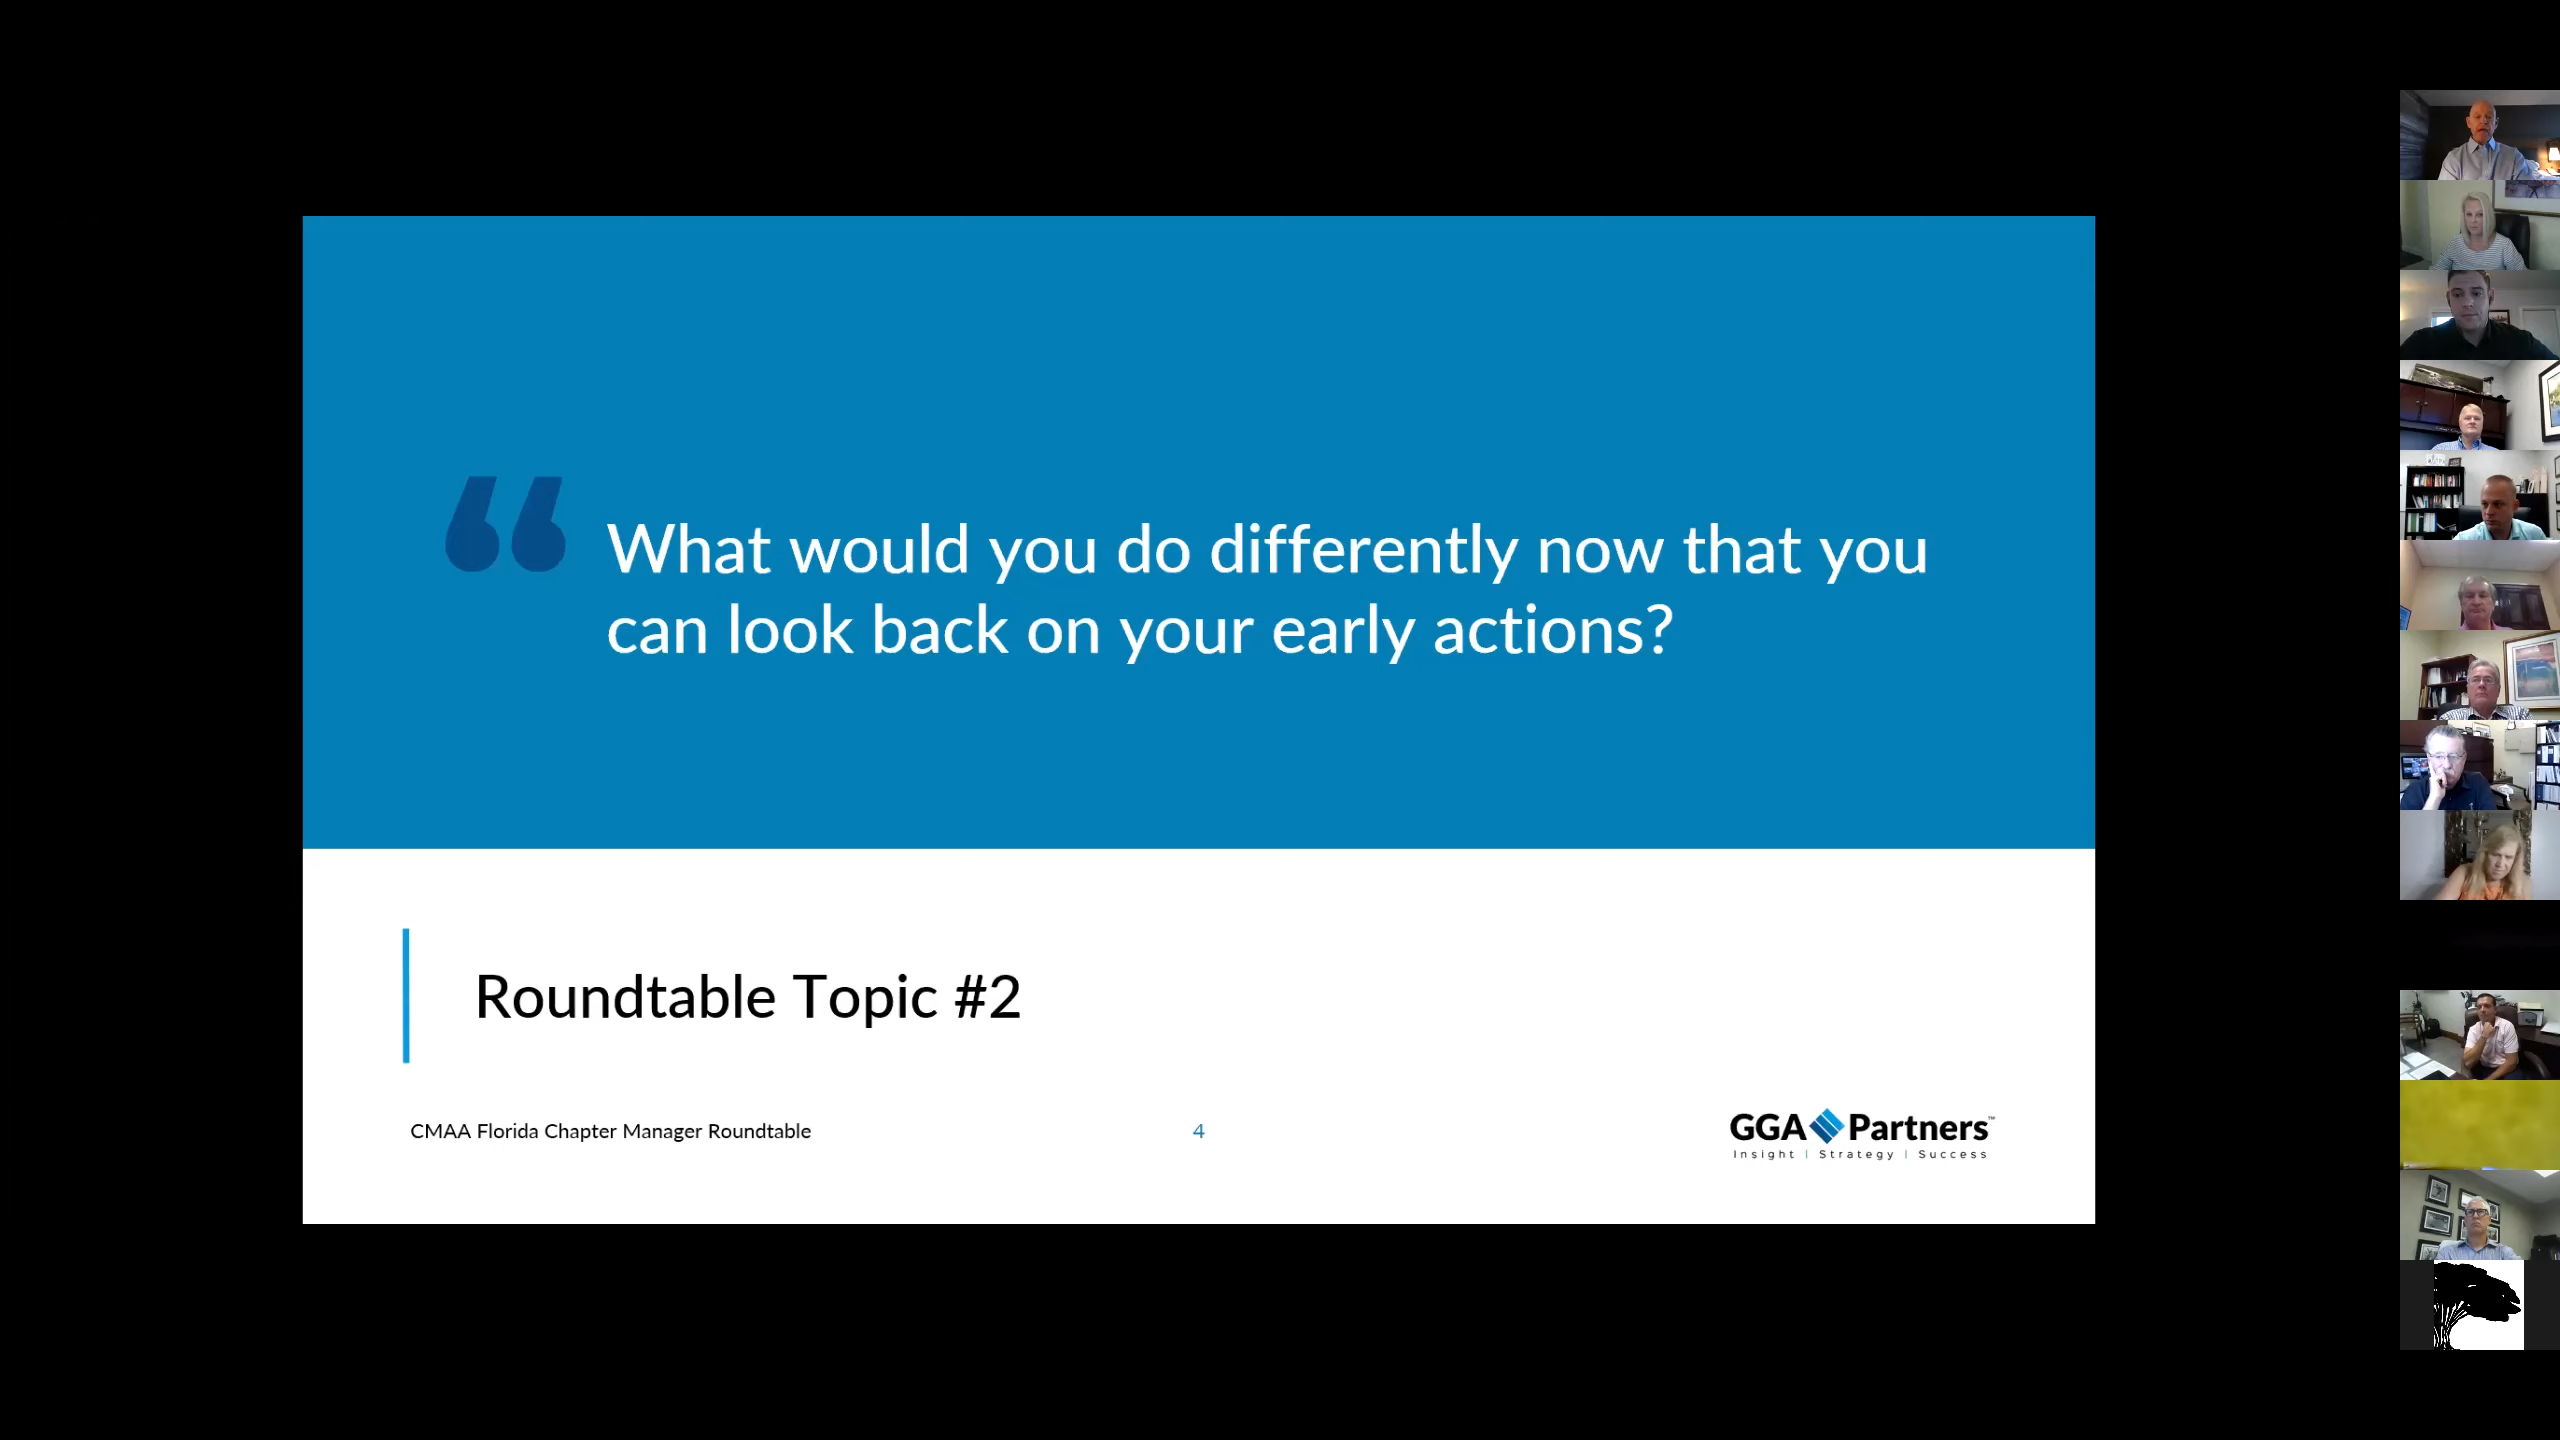 “ What would you do differently now that you
can look back on your early actions?
Roundtable Topic #2
CMAA Florida Chapter Manager Roundtable
4
GGA Partners™
Insight | Strategy | Success